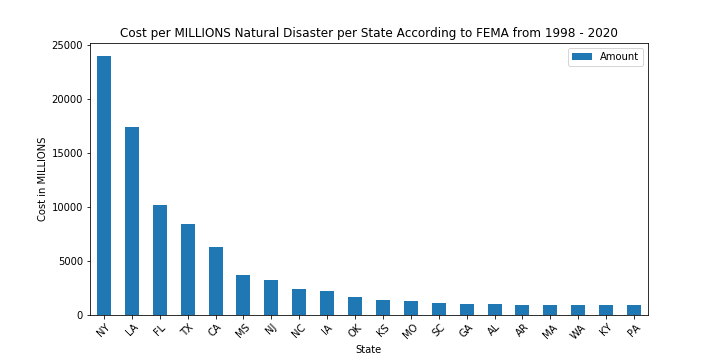 Cost per MILLIONS Natural Disaster per State According to FEMA from 1998 - 2020
Amount
Cost in MILLIONS
25000
20000
15000
10000
5000
0
NY LA FL TX CA MS NJ NC IA OK KS MO SC GA AL AR MA WA KY PA
State